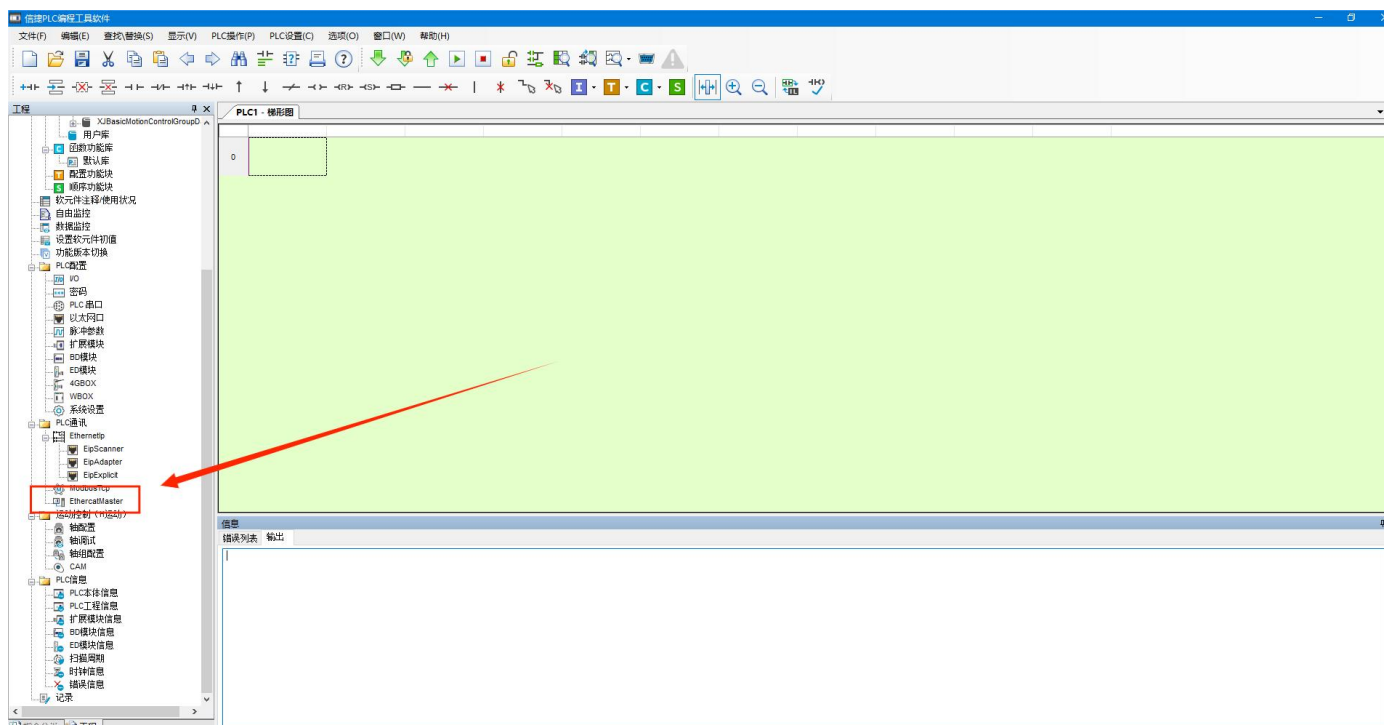 信捷PLC编程工具软件
文件(F) 编辑(E) 查找\替换(S) 显示(V) PLC操作(P) PLC设置(C) 选项(O) 窗口(W) 帮助(H)
工程
PLC1 - 梯形图
XJBasicMotionControlGroupD
用户库
函数功能库
默认库
配置功能块
顺序功能块
软元件注释/使用状况
自由监控
数据监控
设置软元件初值
功能版本切换
PLC配置
I/O
密码
PLC 串口
以太网口
脉冲参数
扩展模块
BD模块
ED模块
4GBOX
WBOX
系统设置
PLC通讯
EthernetIp
EipScanner
EipAdapter
EipExplicit
ModbusTcp
EthercatMaster
运动控制（H运动）
轴配置
轴调试
轴组配置
CAM
PLC信息
PLC本体信息
PLC工程信息
扩展模块信息
BD模块信息
ED模块信息
扫描周期
时钟信息
错误信息
记录
0
信息
错误列表 输出